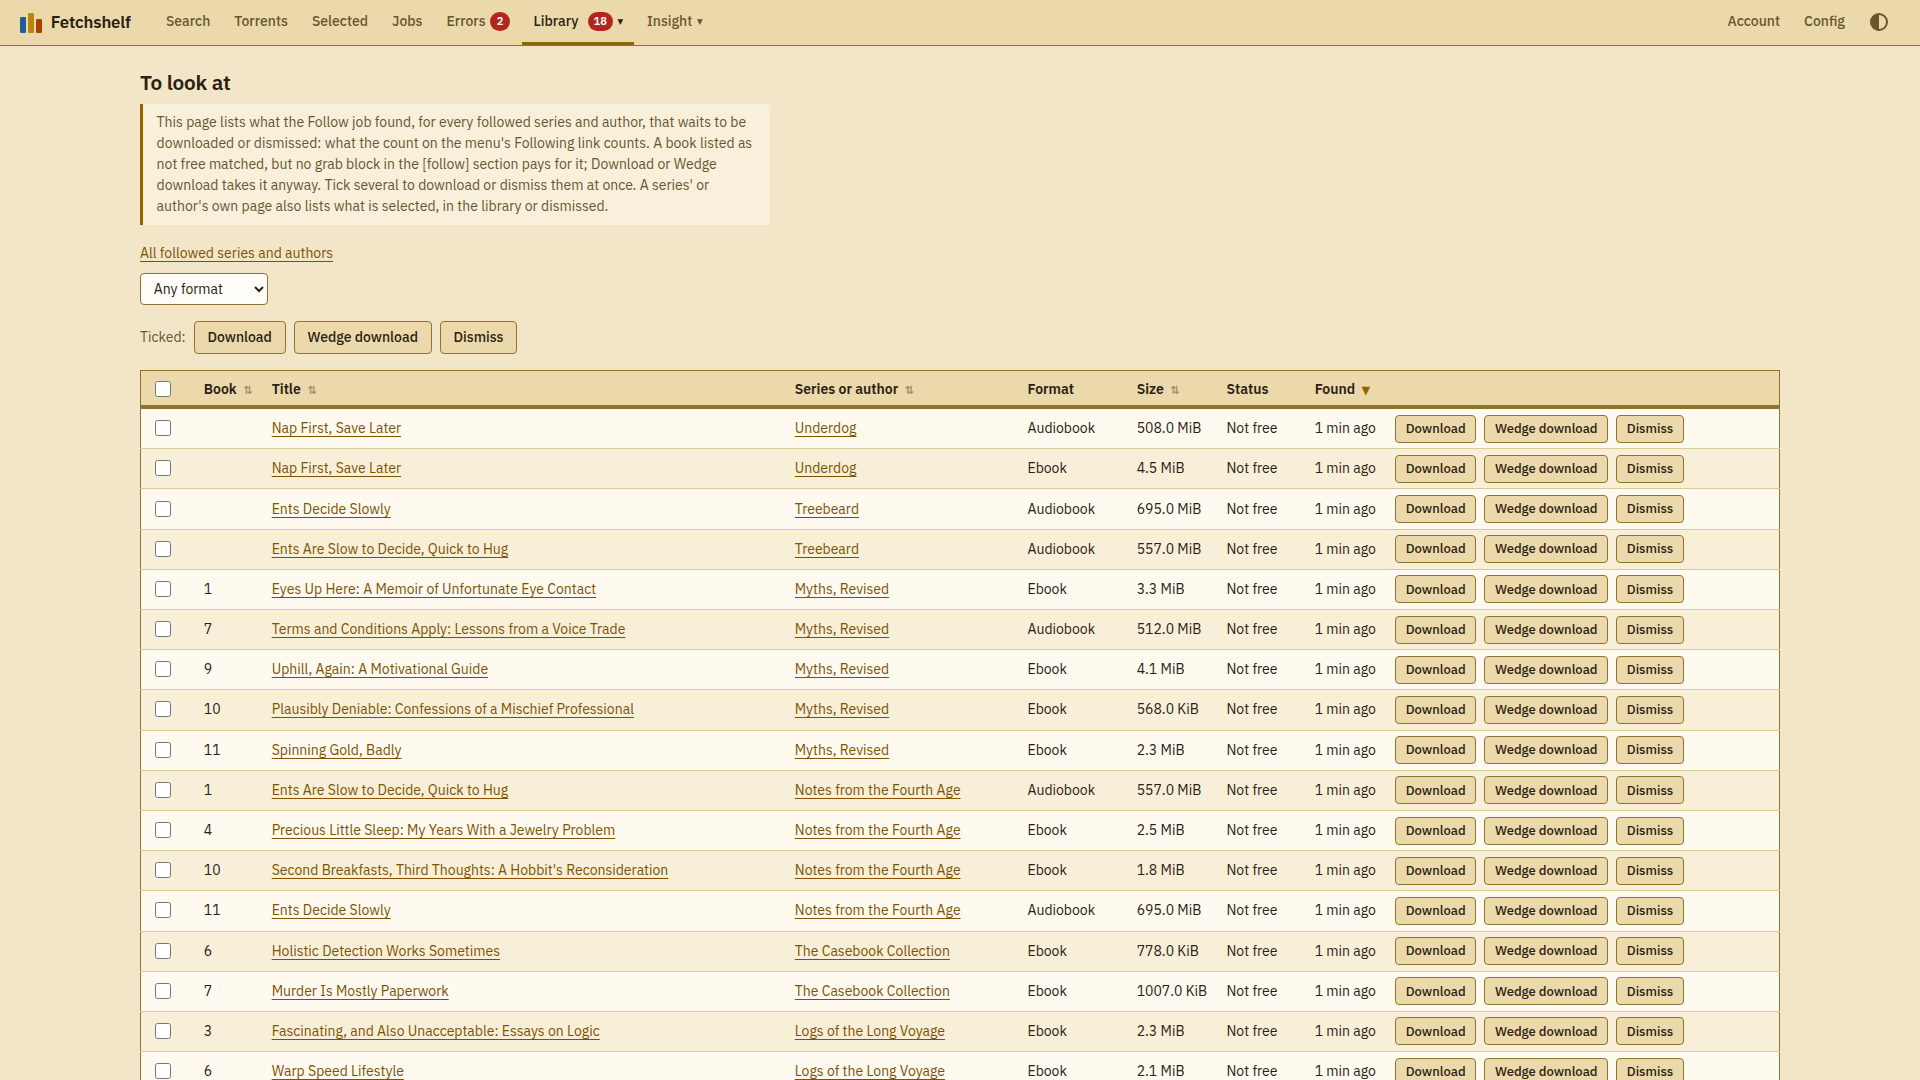 Fetchshelf Search Torrents Selected Jobs Errors 2 Library 18 ▾ Insight ▾ Account Config
To look at
This page lists what the Follow job found, for every followed series and author, that waits to be
downloaded or dismissed: what the count on the menu's Following link counts. A book listed as
not free matched, but no grab block in the [follow] section pays for it; Download or Wedge
download takes it anyway. Tick several to download or dismiss them at once. A series' or
author's own page also lists what is selected, in the library or dismissed.
All followed series and authors
Any format
Ticked: Download Wedge download Dismiss
Book ⇅ Title ⇅ Series or author ⇅ Format Size ⇅ Status Found ▼
Nap First, Save Later Underdog Audiobook 508.0 MiB Not free 1 min ago Download Wedge download Dismiss
Nap First, Save Later Underdog Ebook 4.5 MiB Not free 1 min ago Download Wedge download Dismiss
Ents Decide Slowly Treebeard Audiobook 695.0 MiB Not free 1 min ago Download Wedge download Dismiss
Ents Are Slow to Decide, Quick to Hug Treebeard Audiobook 557.0 MiB Not free 1 min ago Download Wedge download Dismiss
1 Eyes Up Here: A Memoir of Unfortunate Eye Contact Myths, Revised Ebook 3.3 MiB Not free 1 min ago Download Wedge download Dismiss
7 Terms and Conditions Apply: Lessons from a Voice Trade Myths, Revised Audiobook 512.0 MiB Not free 1 min ago Download Wedge download Dismiss
9 Uphill, Again: A Motivational Guide Myths, Revised Ebook 4.1 MiB Not free 1 min ago Download Wedge download Dismiss
10 Plausibly Deniable: Confessions of a Mischief Professional Myths, Revised Ebook 568.0 KiB Not free 1 min ago Download Wedge download Dismiss
11 Spinning Gold, Badly Myths, Revised Ebook 2.3 MiB Not free 1 min ago Download Wedge download Dismiss
1 Ents Are Slow to Decide, Quick to Hug Notes from the Fourth Age Audiobook 557.0 MiB Not free 1 min ago Download Wedge download Dismiss
4 Precious Little Sleep: My Years With a Jewelry Problem Notes from the Fourth Age Ebook 2.5 MiB Not free 1 min ago Download Wedge download Dismiss
10 Second Breakfasts, Third Thoughts: A Hobbit's Reconsideration Notes from the Fourth Age Ebook 1.8 MiB Not free 1 min ago Download Wedge download Dismiss
11 Ents Decide Slowly Notes from the Fourth Age Audiobook 695.0 MiB Not free 1 min ago Download Wedge download Dismiss
6 Holistic Detection Works Sometimes The Casebook Collection Ebook 778.0 KiB Not free 1 min ago Download Wedge download Dismiss
7 Murder Is Mostly Paperwork The Casebook Collection Ebook 1007.0 KiB Not free 1 min ago Download Wedge download Dismiss
3 Fascinating, and Also Unacceptable: Essays on Logic Logs of the Long Voyage Ebook 2.3 MiB Not free 1 min ago Download Wedge download Dismiss
6 Warp Speed Lifestyle Logs of the Long Voyage Ebook 2.1 MiB Not free 1 min ago Download Wedge download Dismiss